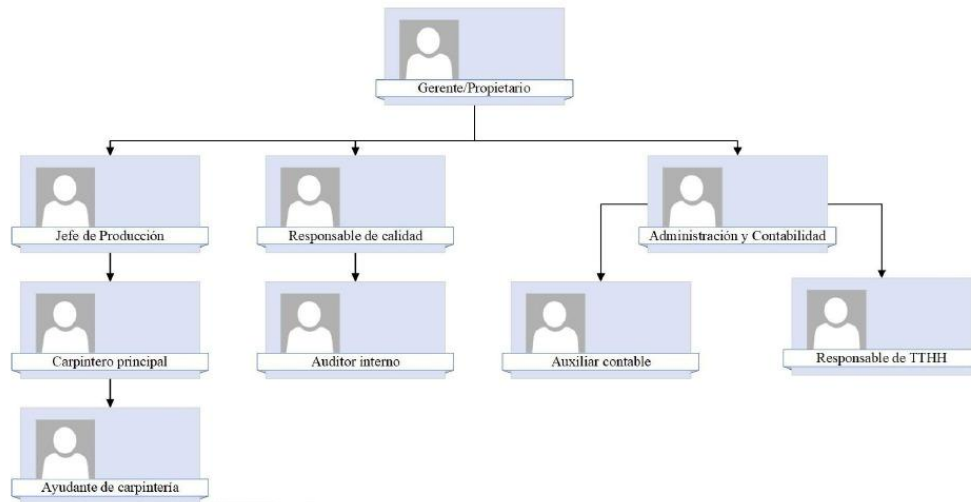 Gerente/Propietario
Jefe de Producción
Responsable de calidad
Administración y Contabilidad
Carpintero principal
Auditor interno
Auxiliar contable
Responsable de TTHH
Ayudante de carpintería